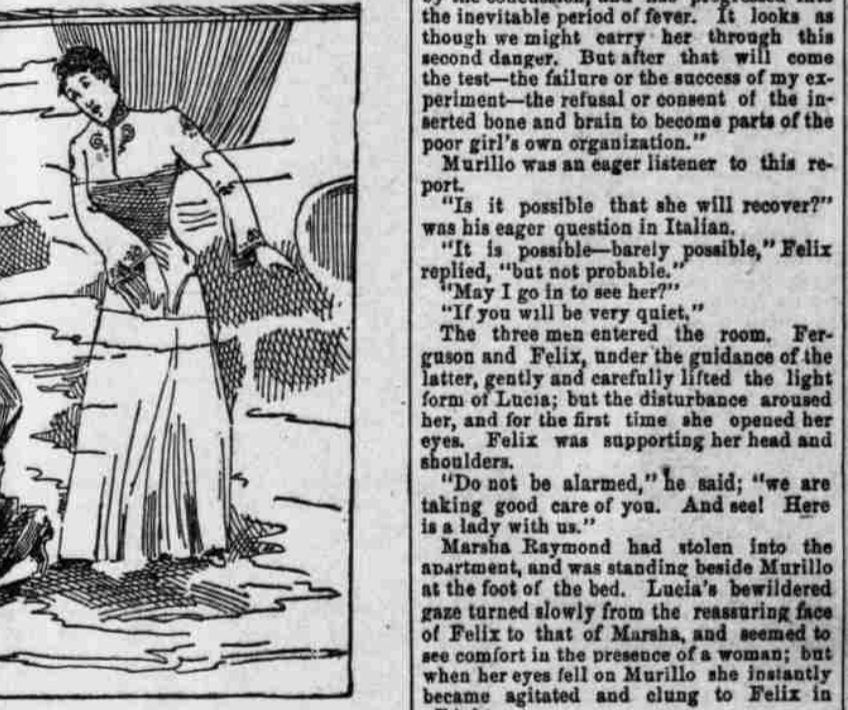 the inevitable period of fever. It looks as
though we might carry her through this
second danger. But after that will come
the test—the failure or the success of my ex-
periment—the refusal or consent of the in-
serted bone and brain to become parts of the
poor girl's own organization."
Murillo was an eager listener to this re-
port.
"Is it possible that she will recover?"
was his eager question in Italian.
"It is possible—barely possible," Felix
replied, "but not probable."
"May I go in to see her?"
"If you will be very quiet."
The three men entered the room. Fer-
guson and Felix, under the guidance of the
latter, gently and carefully lifted the light
form of Lucia; but the disturbance aroused
her, and for the first time she opened her
eyes. Felix was supporting her head and
shoulders.
"Do not be alarmed," he said; "we are
taking good care of you. And see! Here
is a lady with us."
Marsha Raymond had stolen into the
apartment, and was standing beside Murillo
at the foot of the bed. Lucia's bewildered
gaze turned slowly from the reassuring face
of Felix to that of Marsha, and seemed to
see comfort in the presence of a woman; but
when her eyes fell on Murillo she instantly
became agitated and clung to Felix in